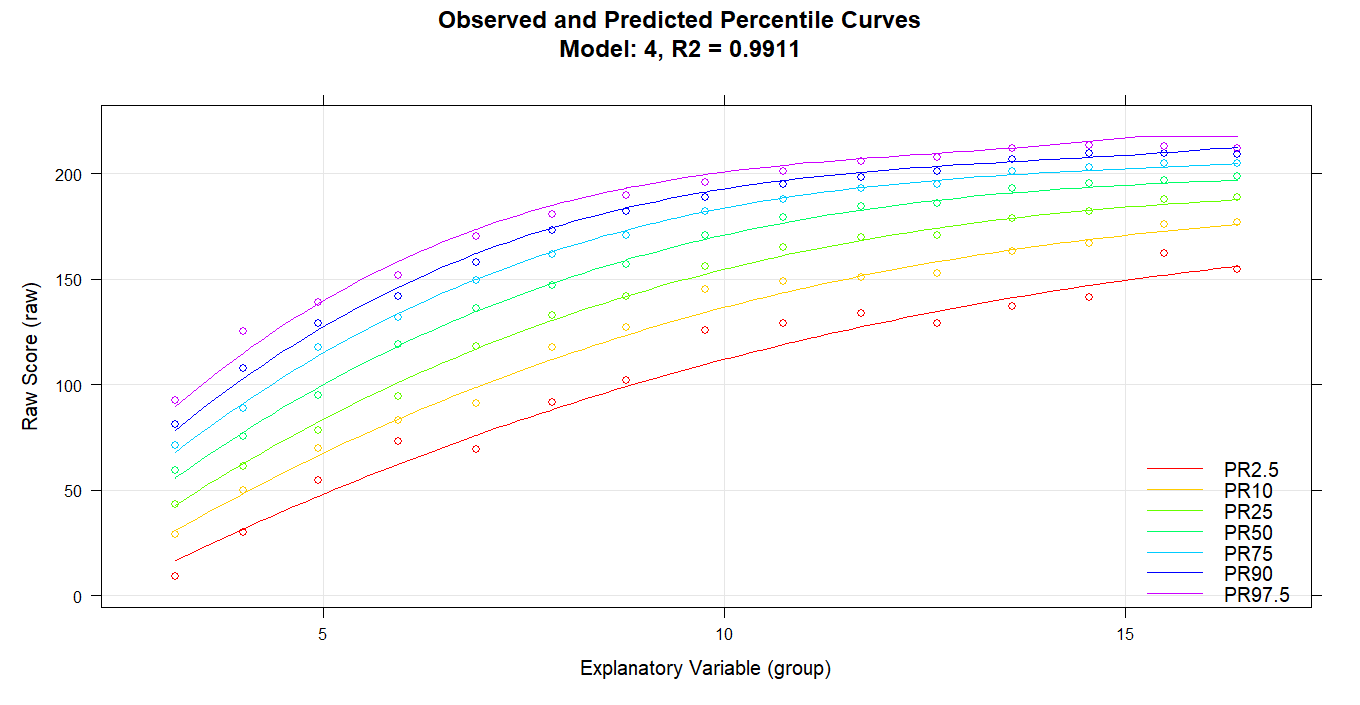 Observed and Predicted Percentile Curves
Model: 4, R2 = 0.9911
Raw Score (raw)
200
150
100
50
0
PR2.5
PR10
PR25
PR50
PR75
PR90
PR97.5
5
10
15
Explanatory Variable (group)